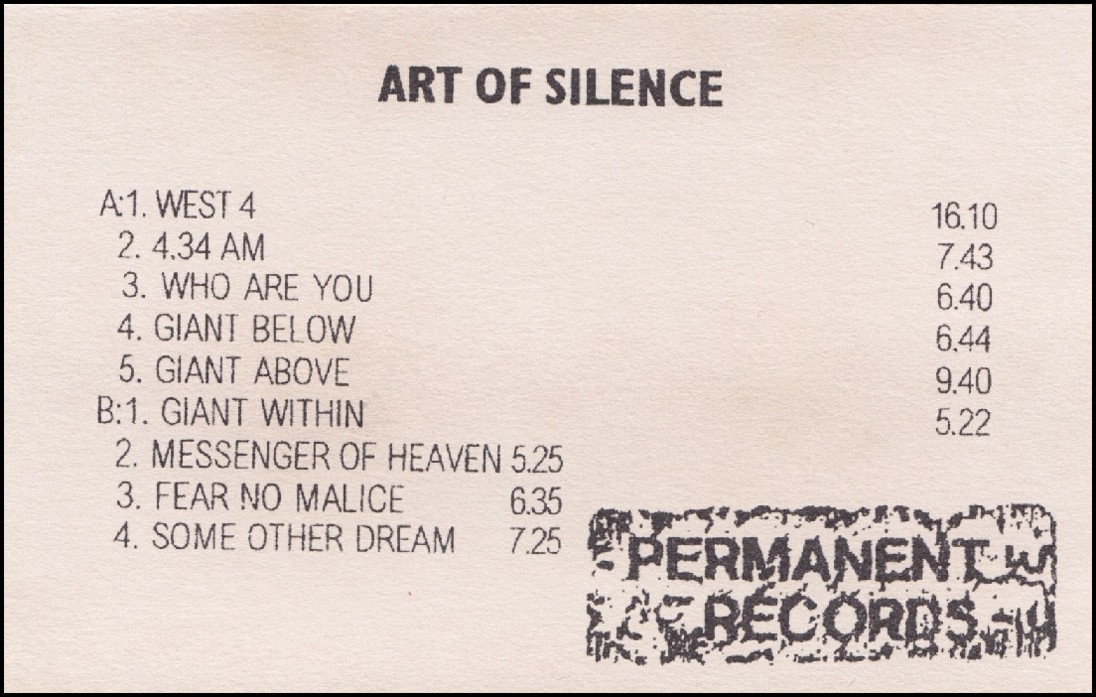 ART OF SILENCE
A:1. WEST 4 16.10
2. 4.34 AM 7.43
3. WHO ARE YOU 6.40
4. GIANT BELOW 6.44
5. GIANT ABOVE 9.40
B:1. GIANT WITHIN 5.22
2. MESSENGER OF HEAVEN 5.25
3. FEAR NO MALICE 6.35
4. SOME OTHER DREAM 7.25
PERMANENT
RECORDS